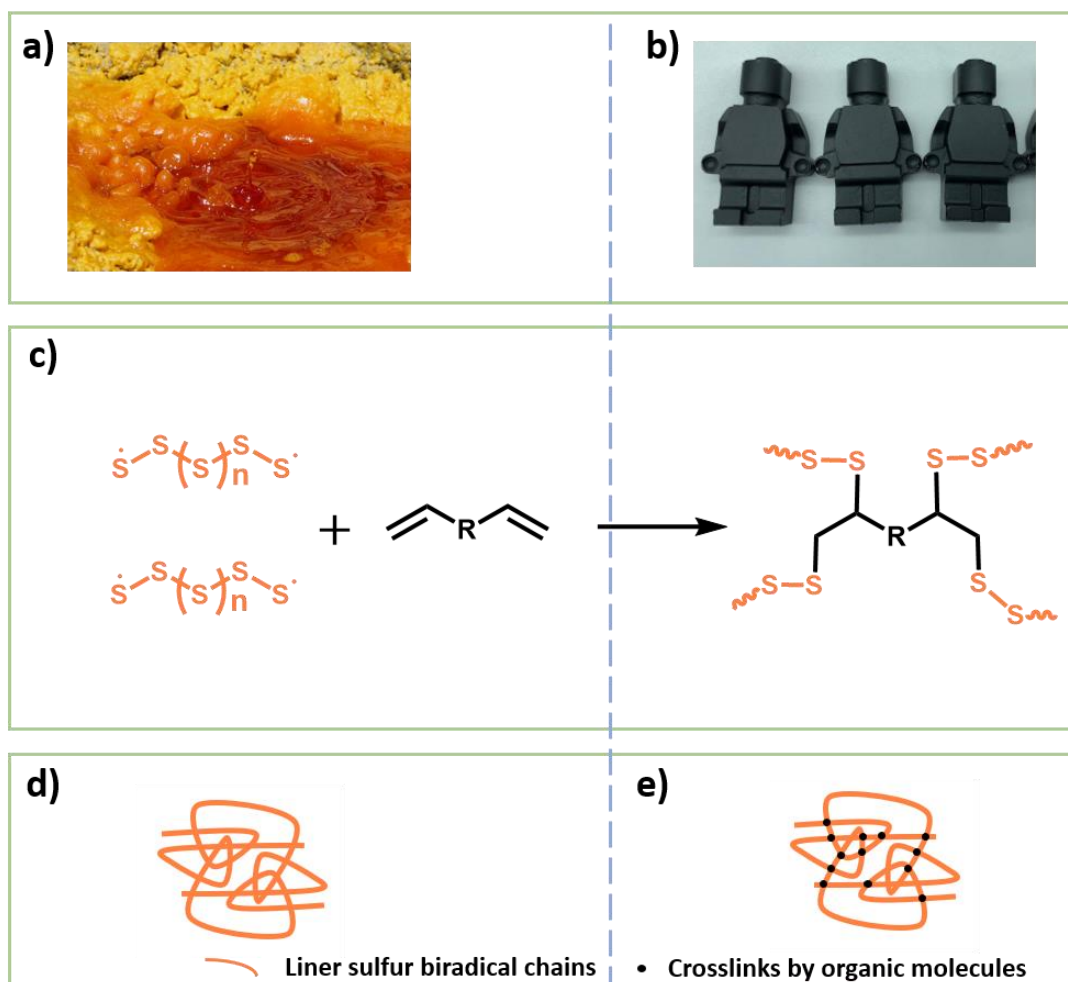 a)
b)
c)
S S ( S ) n S S
+
R
S S S S
R
S S S S
S S ( S ) n S S
d)
e)
Liner sulfur biradical chains
• Crosslinks by organic molecules